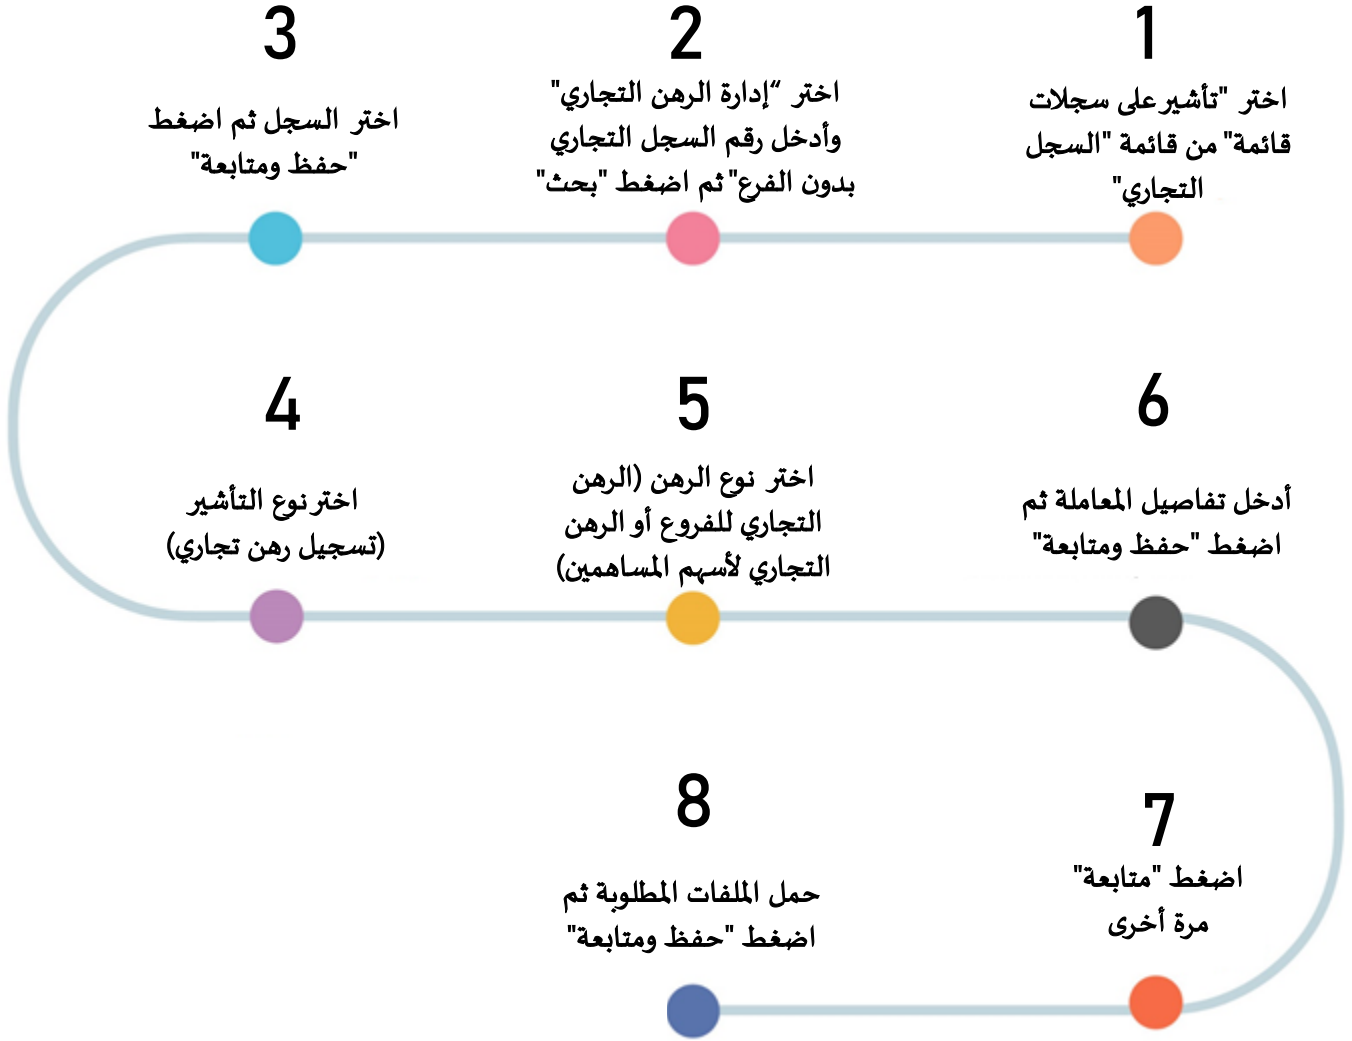 1
اختر "تأشير على سجلات
قائمة" من قائمة "السجل
التجاري"
2
اختر “إدارة الرهن التجاري"
وأدخل رقم السجل التجاري
بدون الفرع" ثم اضغط "بحث"
3
اختر السجل ثم اضغط
"حفظ ومتابعة"
4
اختر نوع التأشير
(تسجيل رهن تجاري)
5
اختر نوع الرهن (الرهن
التجاري للفروع أو الرهن
التجاري لأسهم المساهمين)
6
أدخل تفاصيل المعاملة ثم
اضغط "حفظ ومتابعة"
7
اضغط "متابعة"
مرة أخرى
8
حمل الملفات المطلوبة ثم
اضغط "حفظ ومتابعة"